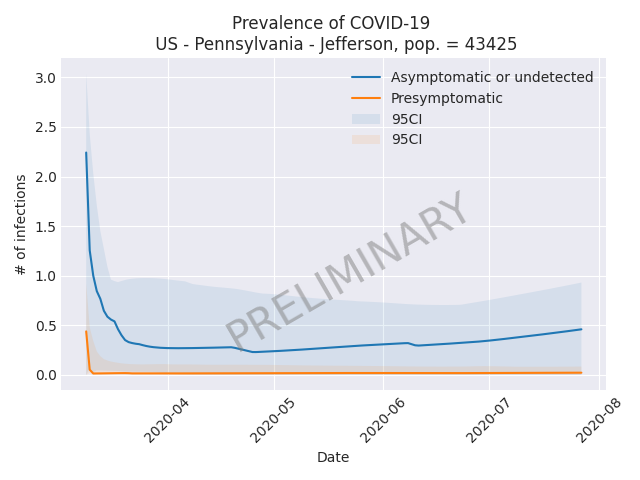 Prevalence of COVID-19
US - Pennsylvania - Jefferson, pop. = 43425
Asymptomatic or undetected
Presymptomatic
95CI
95CI
PRELIMINARY
# of infections
3.0
2.5
2.0
1.5
1.0
0.5
0.0
2020-04
2020-05
2020-06
2020-07
2020-08
Date